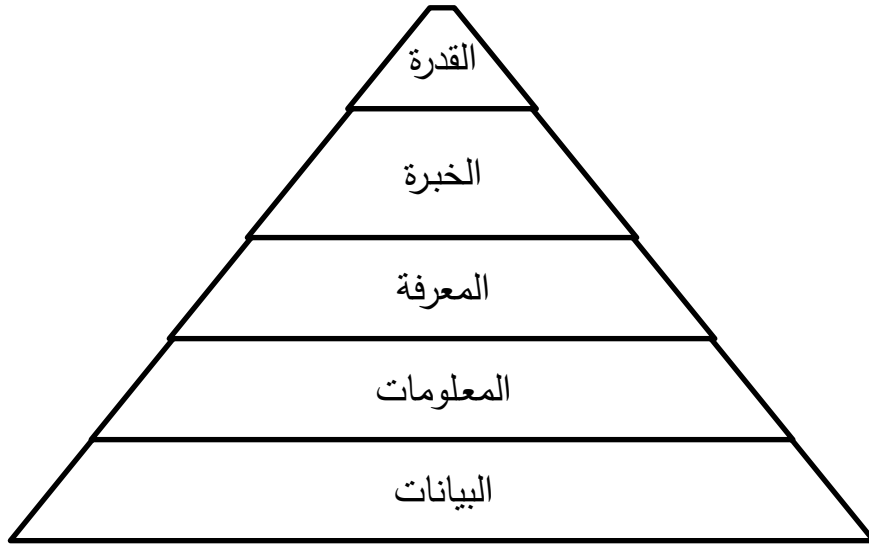 القدرة
الخبرة
المعرفة
المعلومات
البيانات